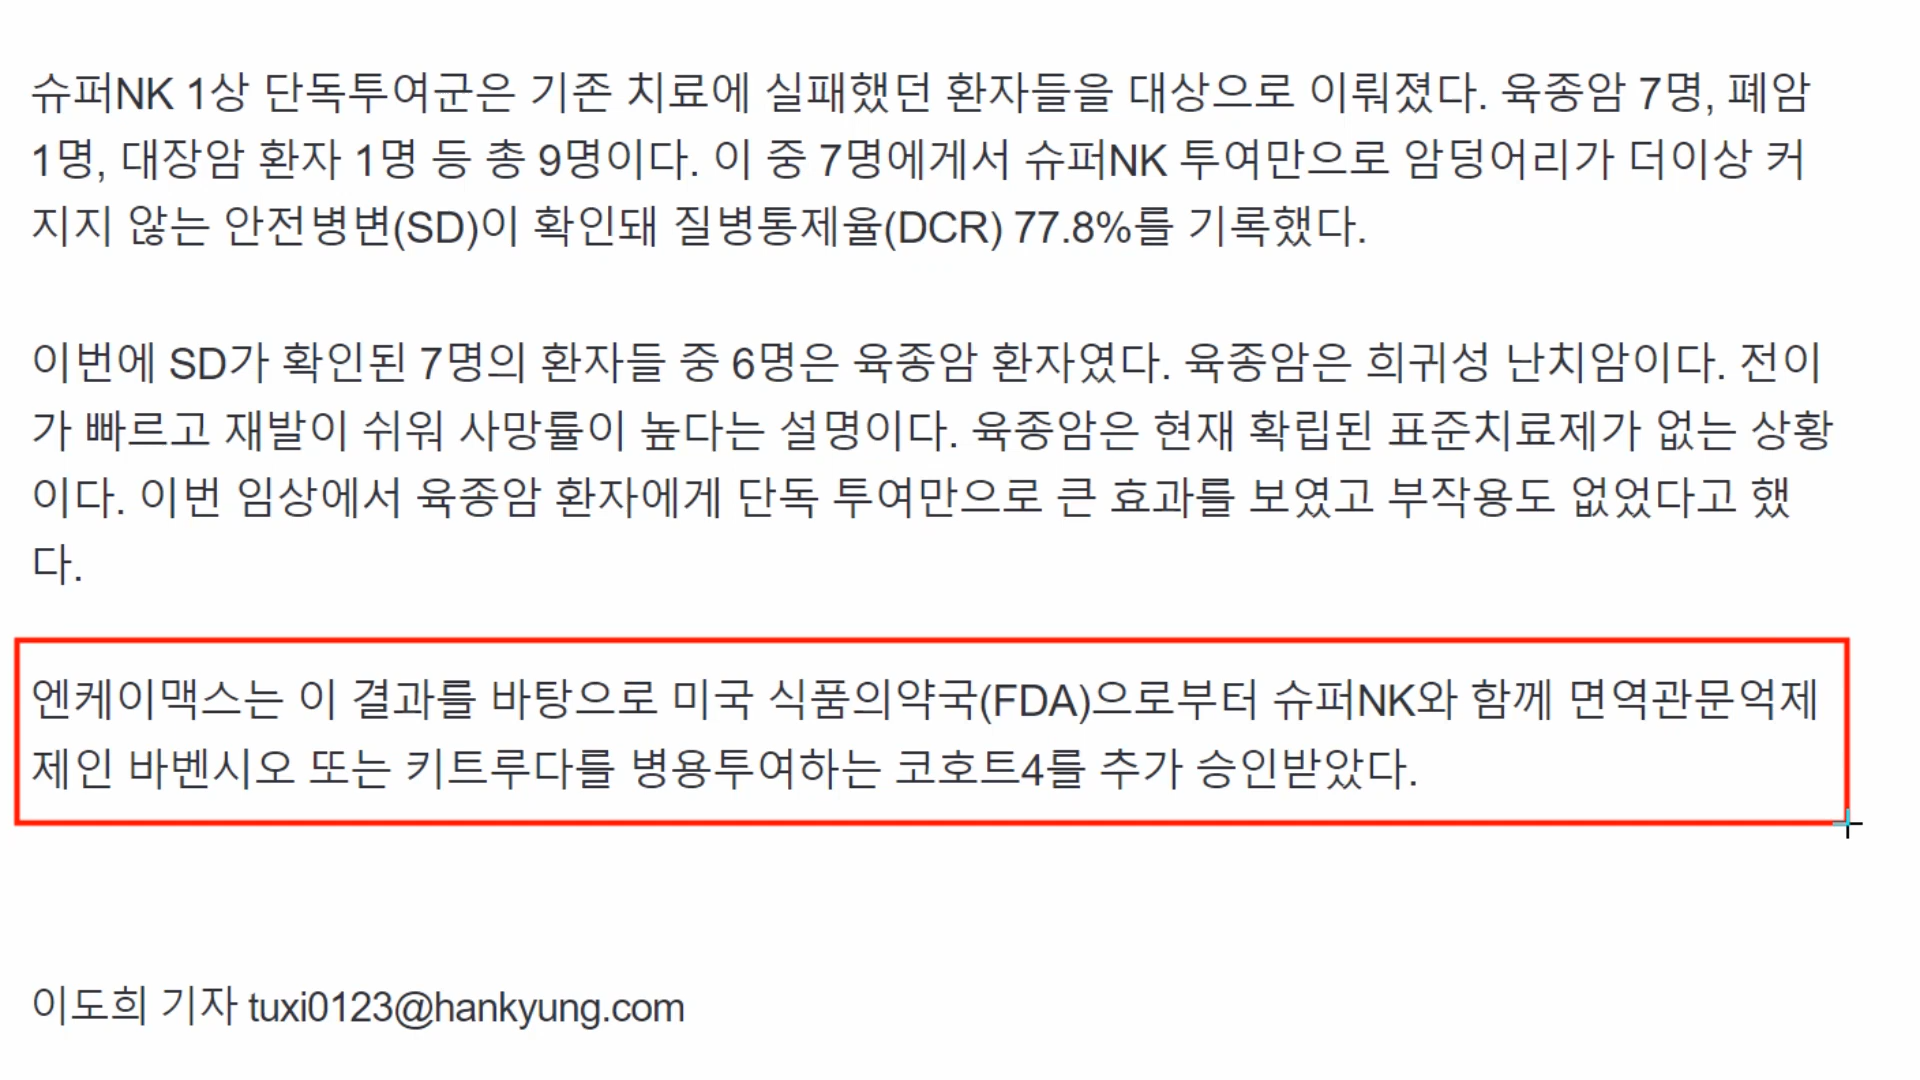 슈퍼NK 1상 단독투여군은 기존 치료에 실패했던 환자들을 대상으로 이뤄졌다. 육종암 7명, 폐암
1명, 대장암 환자 1명 등 총 9명이다. 이 중 7명에게서 슈퍼NK 투여만으로 암덩어리가 더이상 커
지지 않는 안전병변(SD)이 확인돼 질병통제율(DCR) 77.8%를 기록했다.
이번에 SD가 확인된 7명의 환자들 중 6명은 육종암 환자였다. 육종암은 희귀성 난치암이다. 전이
가 빠르고 재발이 쉬워 사망률이 높다는 설명이다. 육종암은 현재 확립된 표준치료제가 없는 상황
이다. 이번 임상에서 육종암 환자에게 단독 투여만으로 큰 효과를 보였고 부작용도 없었다고 했
다.
엔케이맥스는 이 결과를 바탕으로 미국 식품의약국(FDA)으로부터 슈퍼NK와 함께 면역관문억제
제인 바벤시오 또는 키트루다를 병용투여하는 코호트4를 추가 승인받았다.
이도희 기자 tuxi0123@hankyung.com